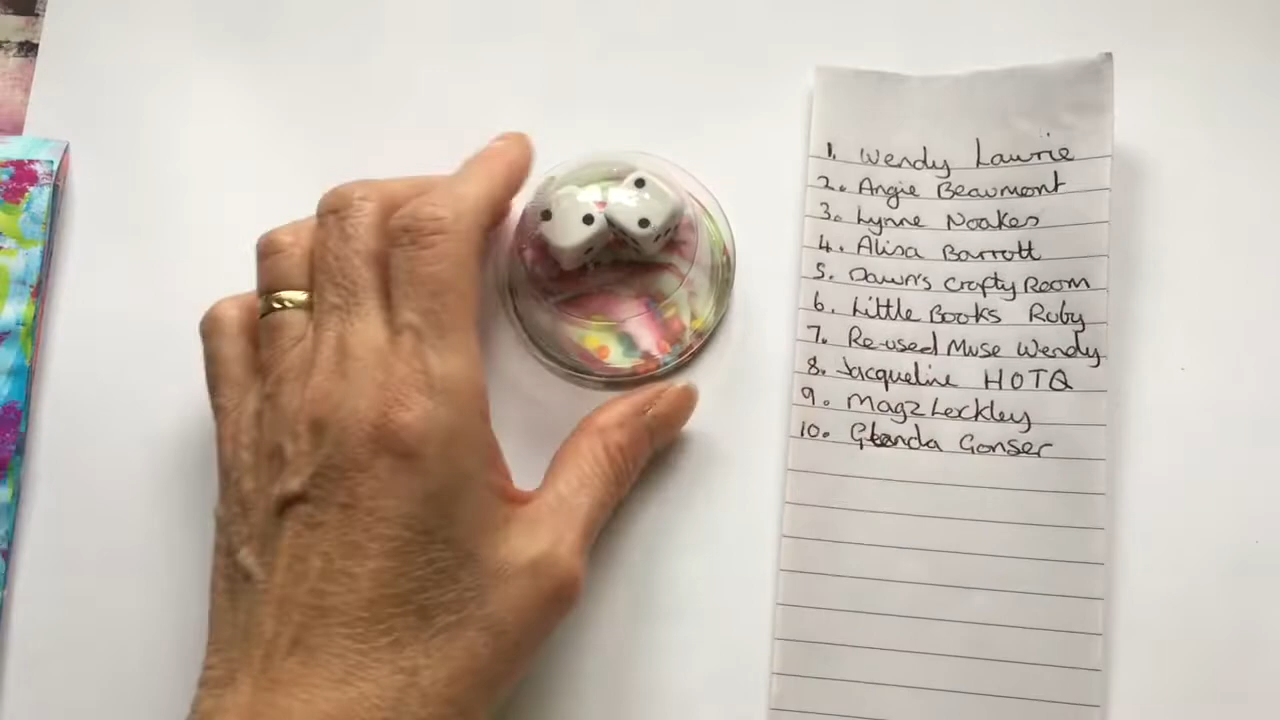 1. Wendy Lawrie
2. Angie Beaumont
3. Lynne Noakes
4. Alisa Barrott
5. Dawn's Crafty Room
6. Little Books Ruby
7. Re-used Muse Wendy
8. Jacqueline HOTQ
9. Magz Lockley
10. Glenda Gonser